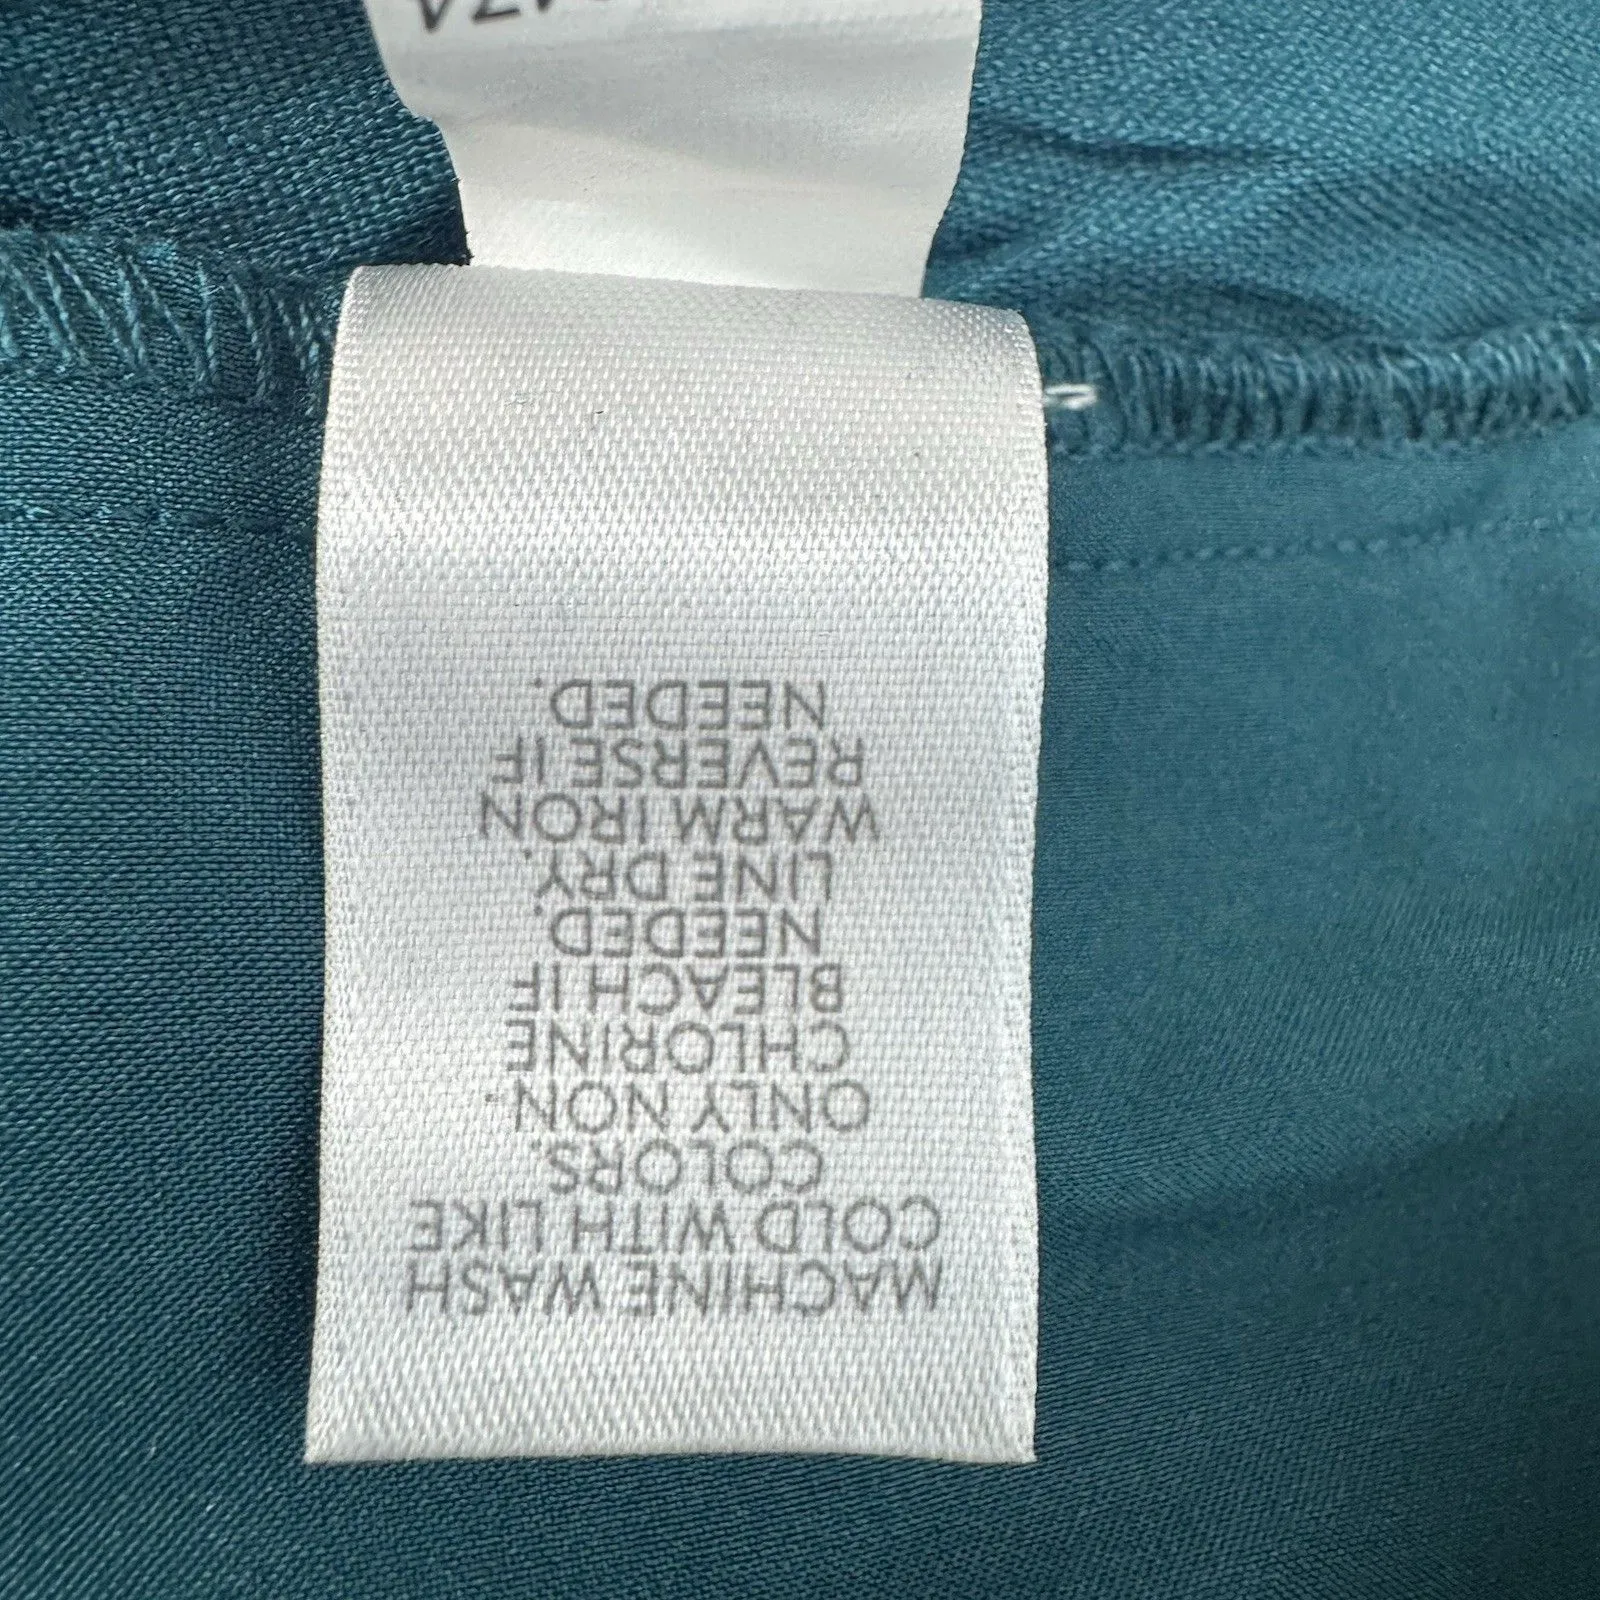 MACHINE WASH
COLD WITH LIKE
COLORS.
ONLY NON
CHLORINE
BLEACH IF
NEEDED.
LINE DRY.
WARM IRON
REVERSE IF
NEEDED.